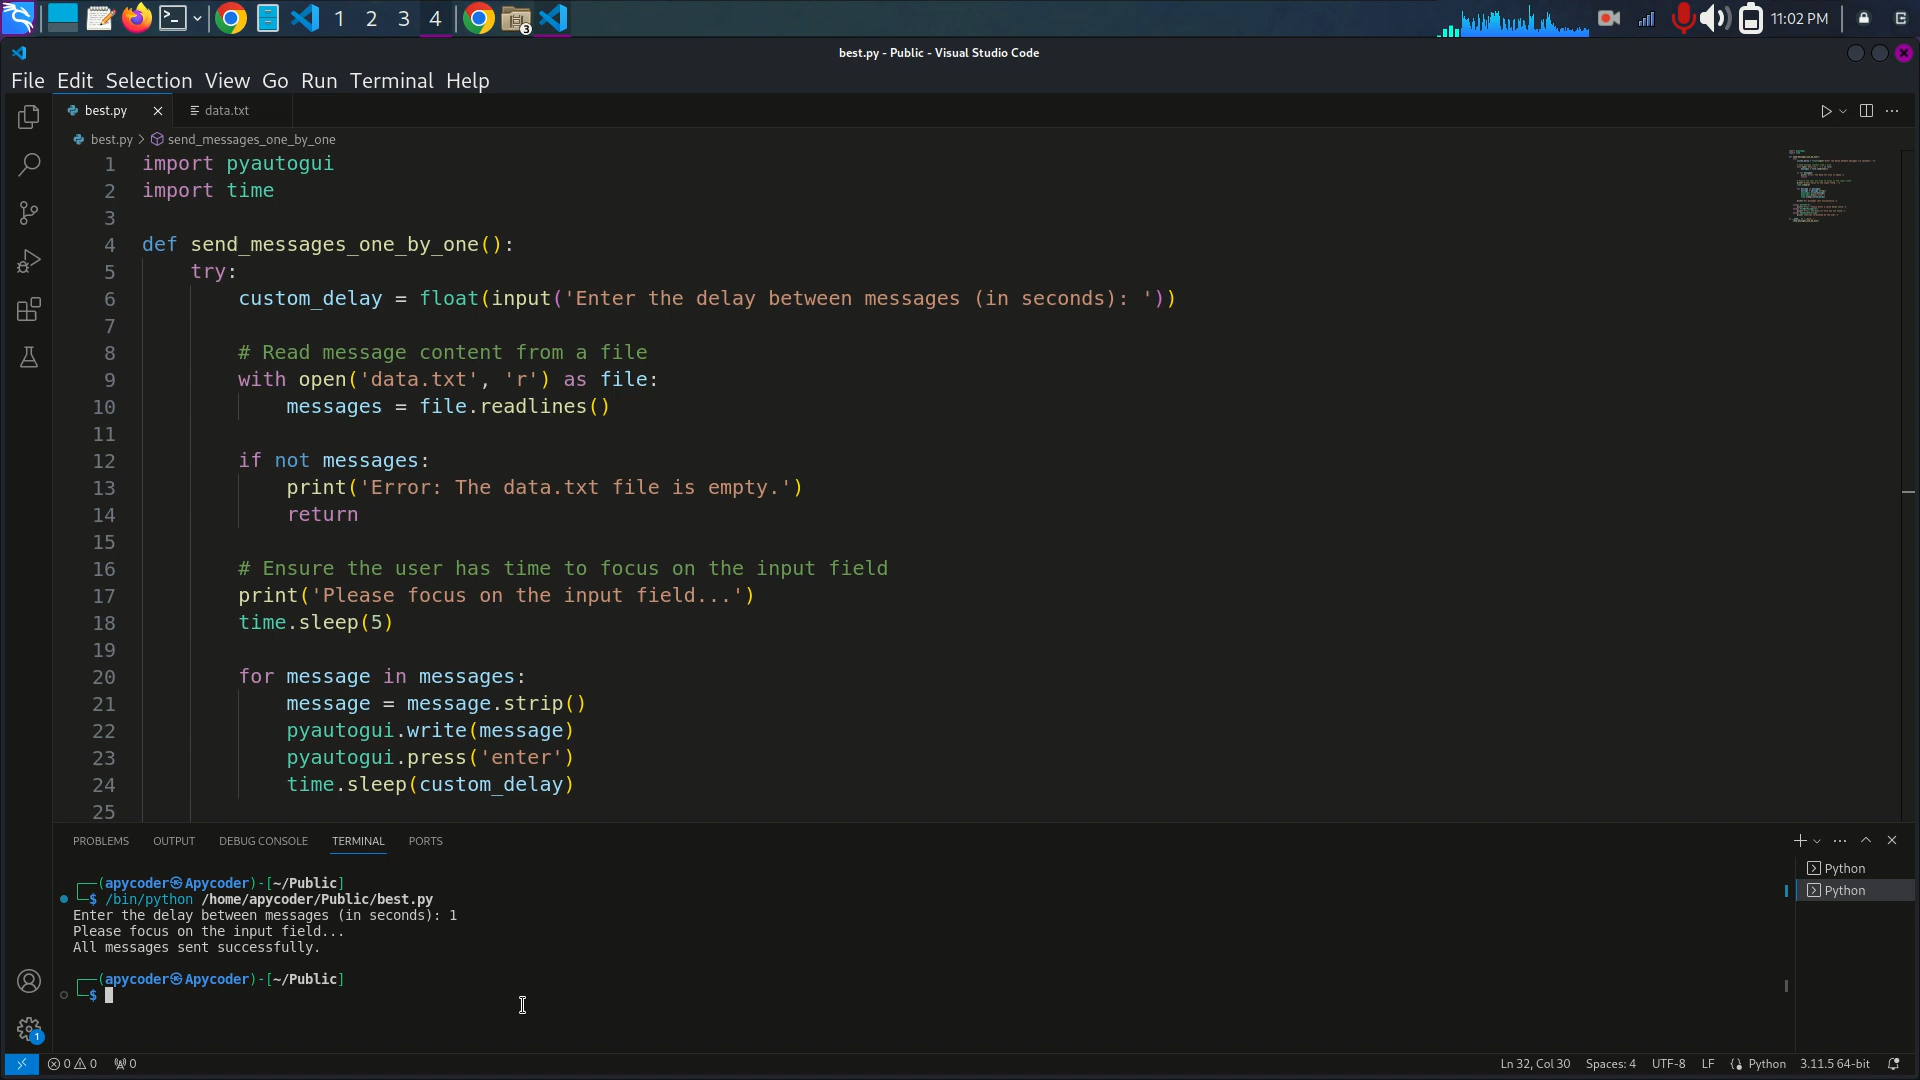 1 2 3 4 3 11:02 PM
best.py - Public - Visual Studio Code
File Edit Selection View Go Run Terminal Help
best.py data.txt
best.py > send_messages_one_by_one
1 import pyautogui
2 import time
3
4 def send_messages_one_by_one():
5 try:
6 custom_delay = float(input('Enter the delay between messages (in seconds): '))
7
8 # Read message content from a file
9 with open('data.txt', 'r') as file:
10 messages = file.readlines()
11
12 if not messages:
13 print('Error: The data.txt file is empty.')
14 return
15
16 # Ensure the user has time to focus on the input field
17 print('Please focus on the input field...')
18 time.sleep(5)
19
20 for message in messages:
21 message = message.strip()
22 pyautogui.write(message)
23 pyautogui.press('enter')
24 time.sleep(custom_delay)
25
PROBLEMS OUTPUT DEBUG CONSOLE TERMINAL PORTS
Python
Python
┌──(apycoder㉿Apycoder)-[~/Public]
└─$ /bin/python /home/apycoder/Public/best.py
Enter the delay between messages (in seconds): 1
Please focus on the input field...
All messages sent successfully.
┌──(apycoder㉿Apycoder)-[~/Public]
└─$
1
0 0 0 Ln 32, Col 30 Spaces: 4 UTF-8 LF Python 3.11.5 64-bit